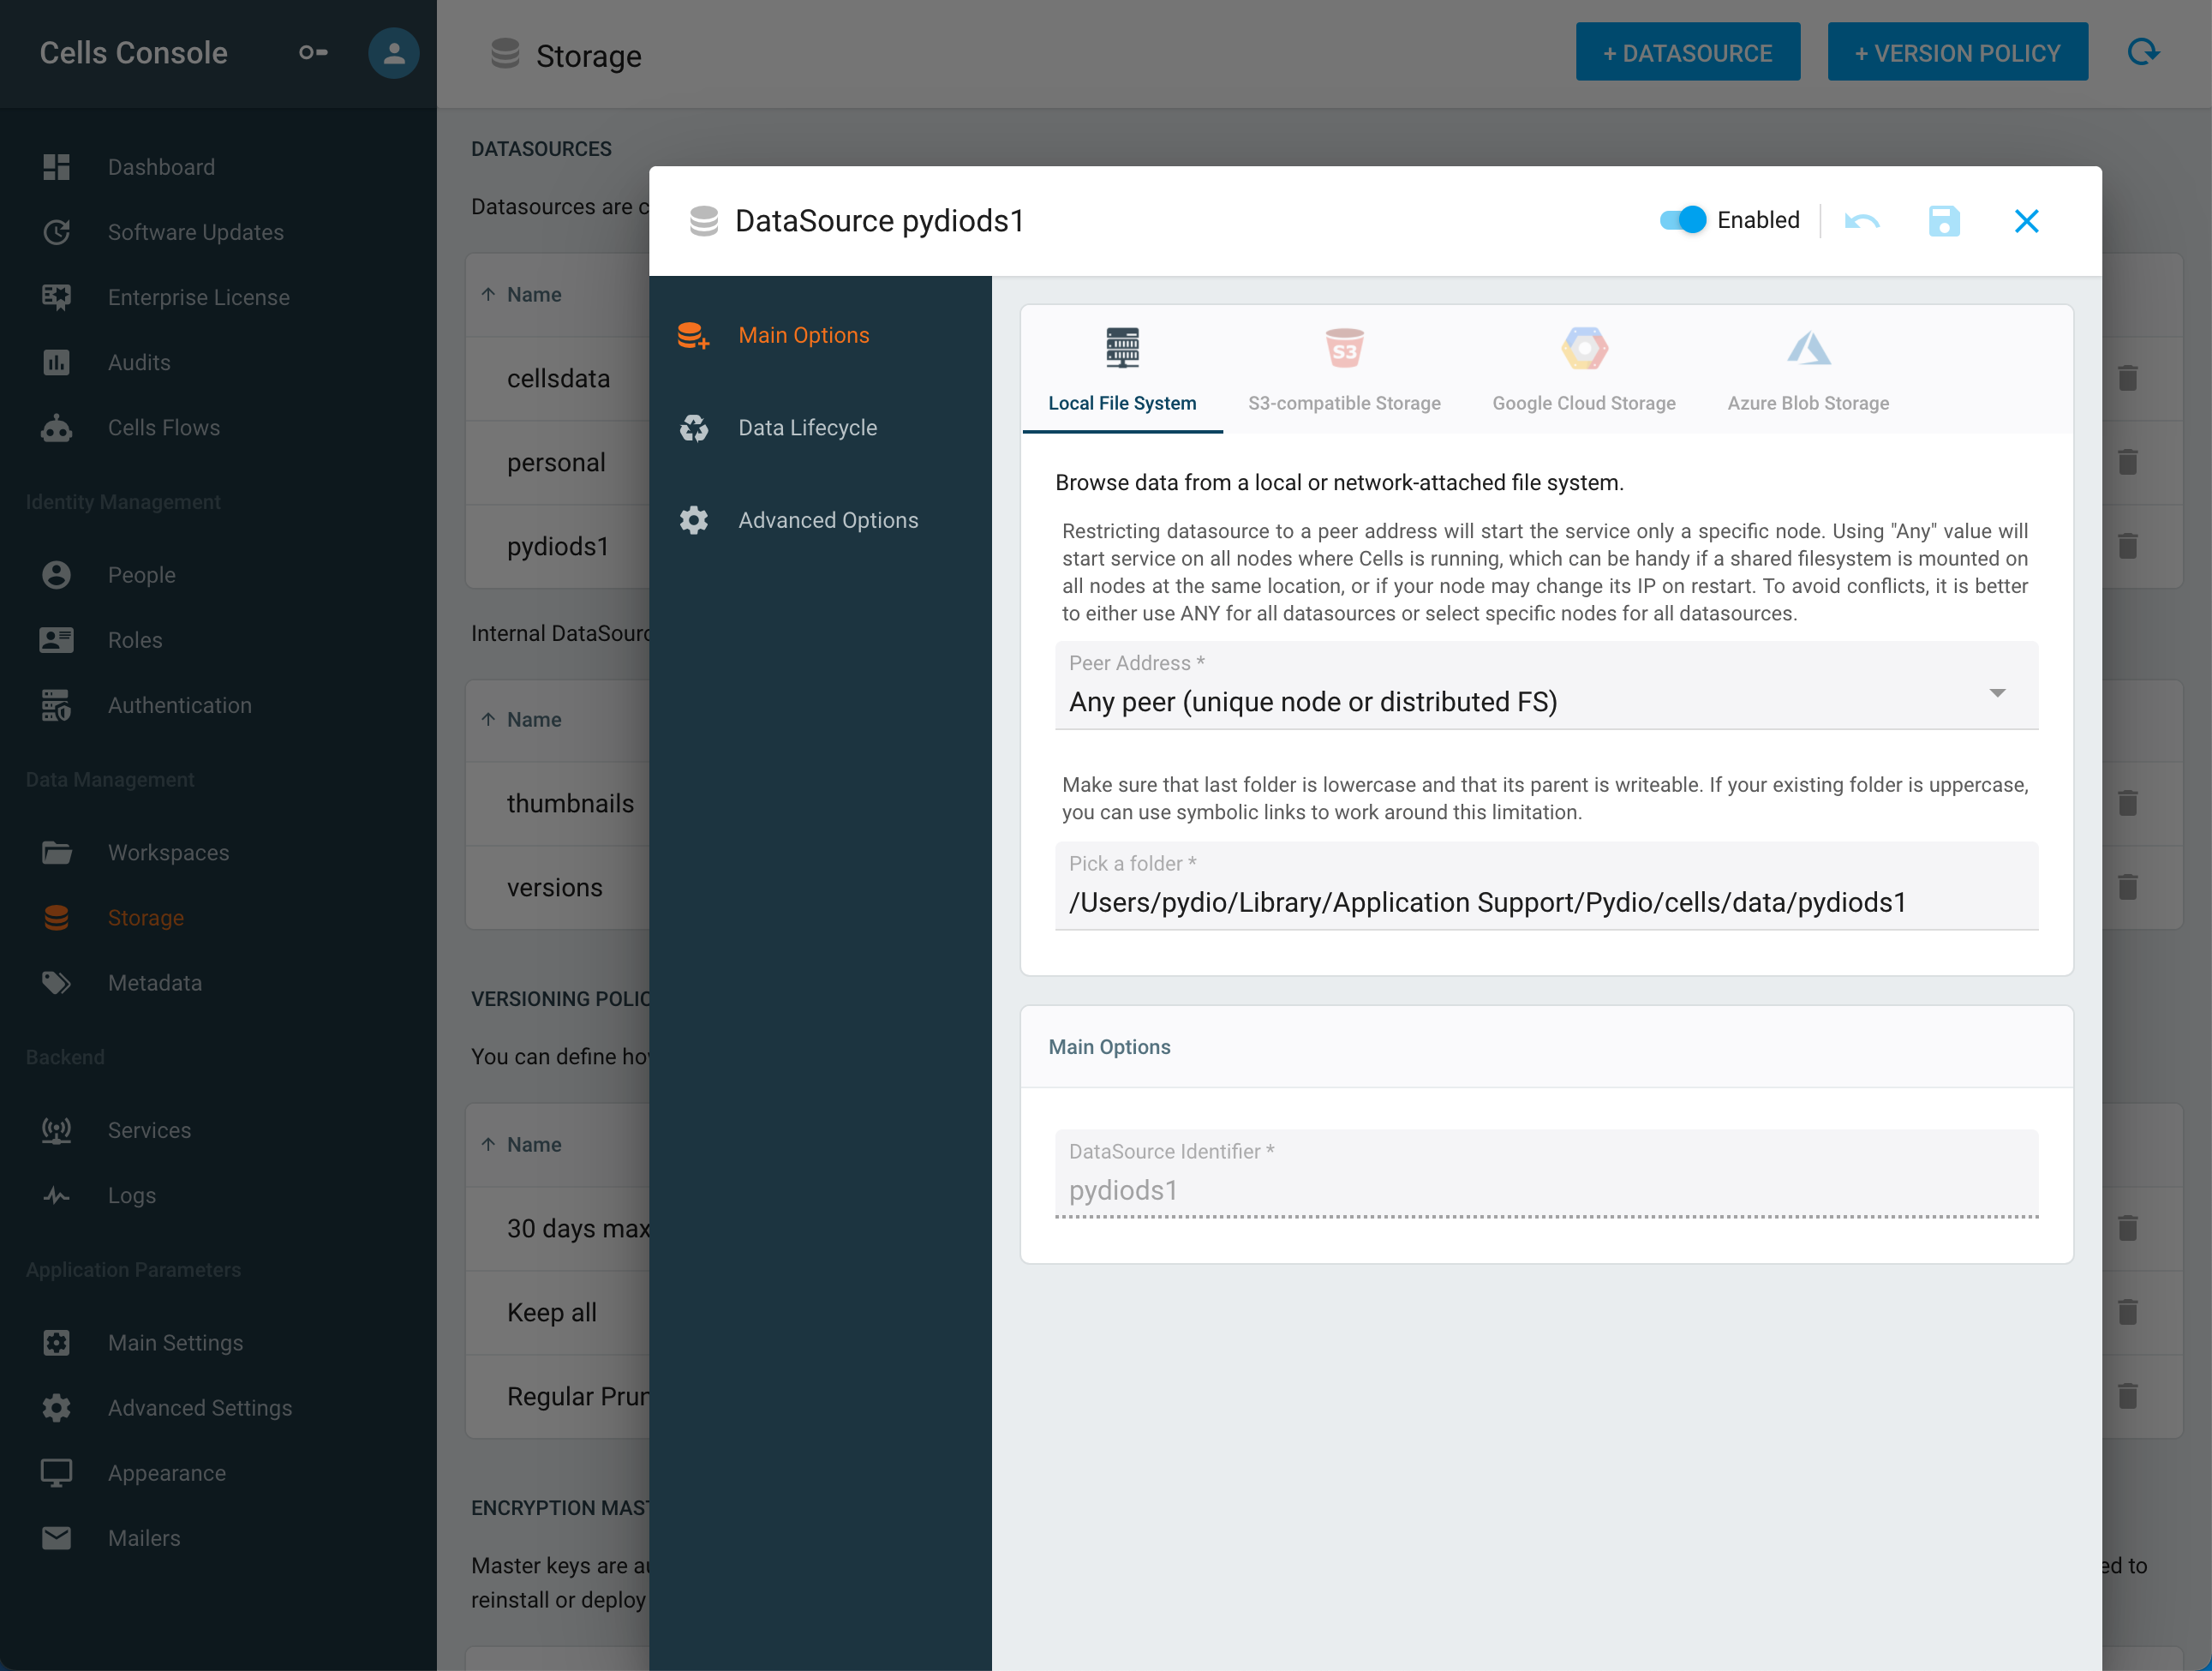 Cells Console
Dashboard
Software Updates
Enterprise License
Audits
Cells Flows
Identity Management
People
Roles
Authentication
Data Management
Workspaces
Storage
Metadata
Backend
Services
Logs
Application Parameters
Main Settings
Advanced Settings
Appearance
Mailers
Storage
+ DATASOURCE
+ VERSION POLICY
DATASOURCES
Datasources are c
Name
cellsdata
personal
pydiods1
Internal DataSourc
Name
thumbnails
versions
VERSIONING POLIC
You can define ho
Name
30 days max
Keep all
Regular Prun
ENCRYPTION MAST
Master keys are au
ed to
reinstall or deploy
DataSource pydiods1
Enabled
Main Options
Data Lifecycle
Advanced Options
S3
Local File System
S3-compatible Storage
Google Cloud Storage
Azure Blob Storage
Browse data from a local or network-attached file system.
Restricting datasource to a peer address will start the service only a specific node. Using "Any" value will
start service on all nodes where Cells is running, which can be handy if a shared filesystem is mounted on
all nodes at the same location, or if your node may change its IP on restart. To avoid conflicts, it is better
to either use ANY for all datasources or select specific nodes for all datasources.
Peer Address *
Any peer (unique node or distributed FS)
Make sure that last folder is lowercase and that its parent is writeable. If your existing folder is uppercase,
you can use symbolic links to work around this limitation.
Pick a folder *
/Users/pydio/Library/Application Support/Pydio/cells/data/pydiods1
Main Options
DataSource Identifier *
pydiods1